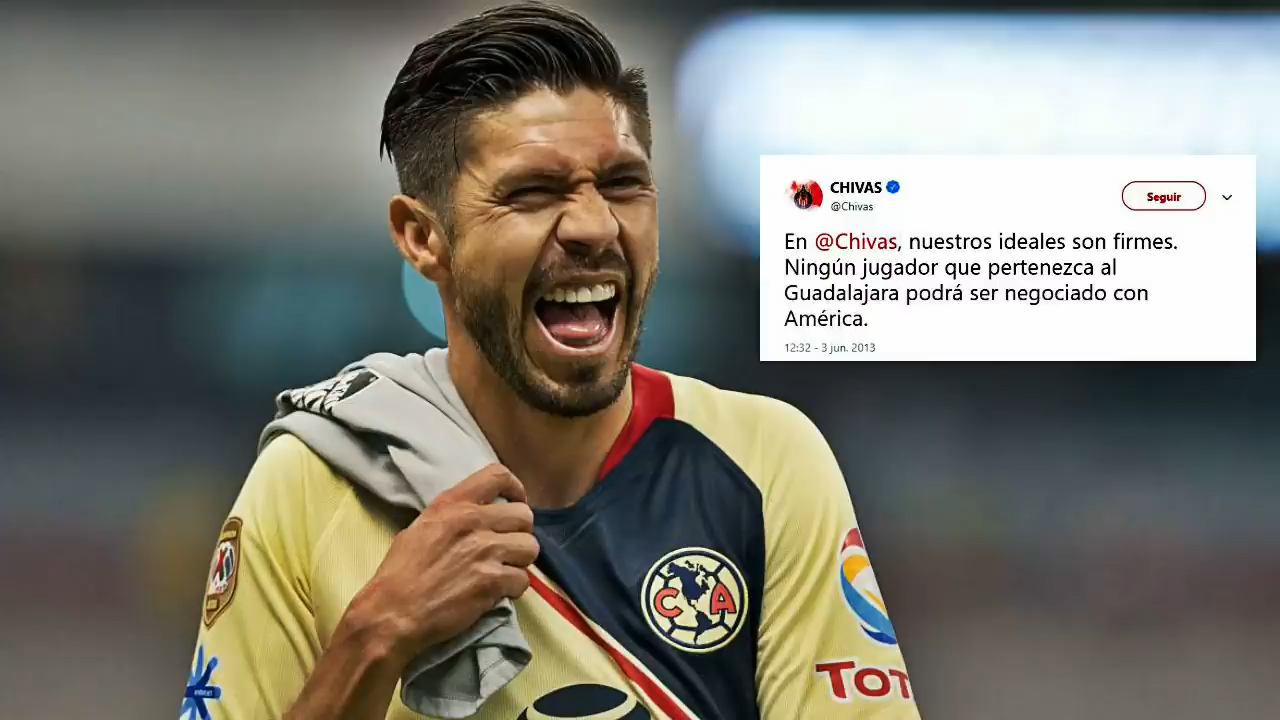 CHIVAS
@Chivas
Seguir
En @Chivas, nuestros ideales son firmes.
Ningún jugador que pertenezca al
Guadalajara podrá ser negociado con
América.
12:32 - 3 jun. 2013
C A
TOT